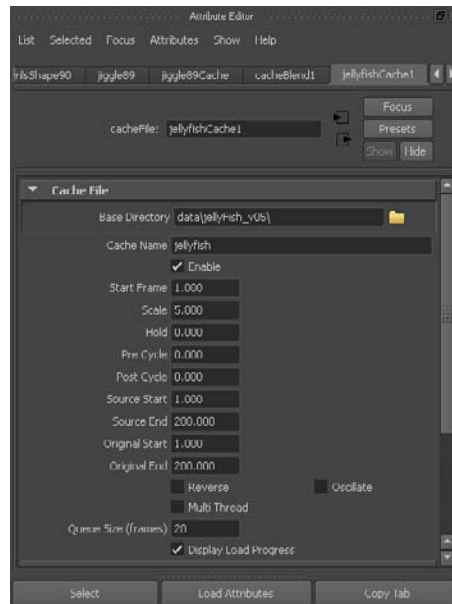 Attribute Editor
List Selected Focus Attributes Show Help
jiggle89 jiggle89Cache cacheBlend1 jellyfishCache1
Focus
cacheFile: jellyfishCache1 Presets
Show Hide
Cache File
Base Directory data\jellyFish_v05\
Cache Name jellyfish
Enable
Start Frame 1.000
Scale 5.000
Hold 0.000
Pre Cycle 0.000
Post Cycle 0.000
Source Start 1.000
Source End 200.000
Original Start 1.000
Original End 200.000
Reverse Oscillate
Multi Thread
Queue Size (frames) 20
Display Load Progress
Select Load Attributes Copy Tab